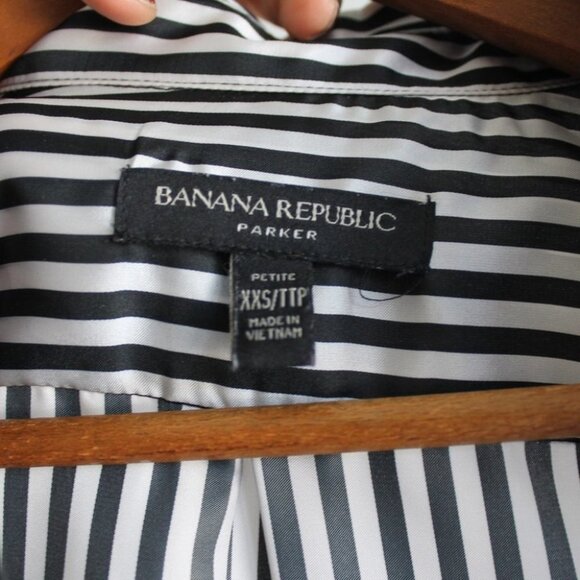 BANANA REPUBLIC
PARKER
PETITE
XXS/TTP
MADE IN
VIETNAM